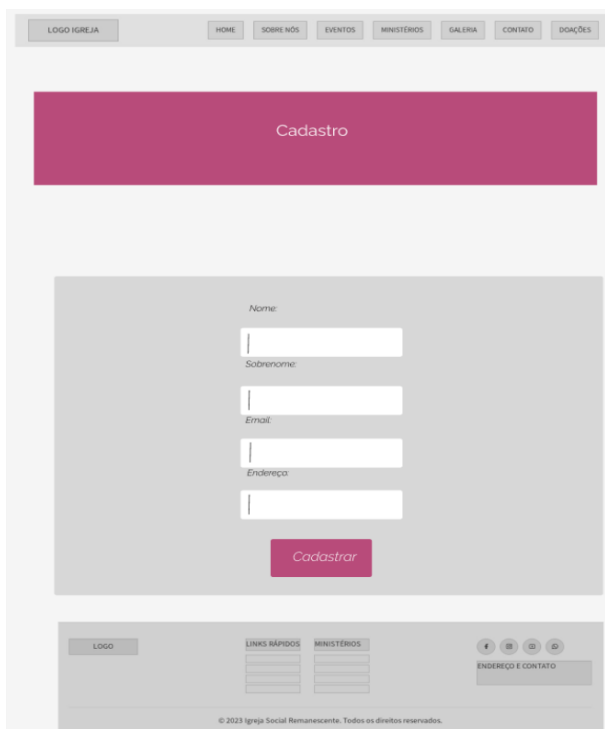 LOGO IGREJA HOME SOBRE NÓS EVENTOS MINISTÉRIOS GALERIA CONTATO DOAÇÕES
Cadastro
Nome:
Sobrenome:
Email:
Endereço:
Cadastrar
LOGO LINKS RÁPIDOS MINISTÉRIOS
ENDEREÇO E CONTATO
© 2023 Igreja Social Remanescente. Todos os direitos reservados.